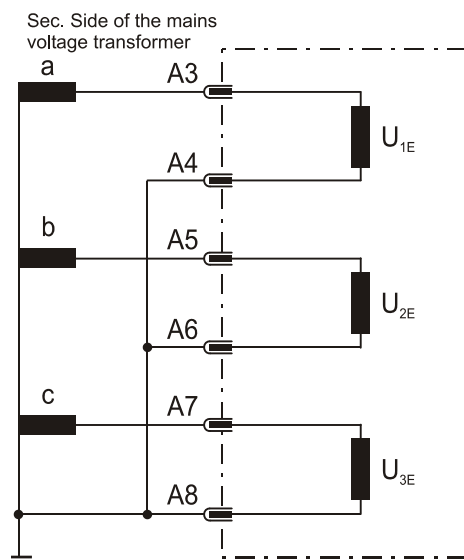 Sec. Side of the mains
voltage transformer
a
A3
U1E
A4
b
A5
U2E
A6
c
A7
U3E
A8